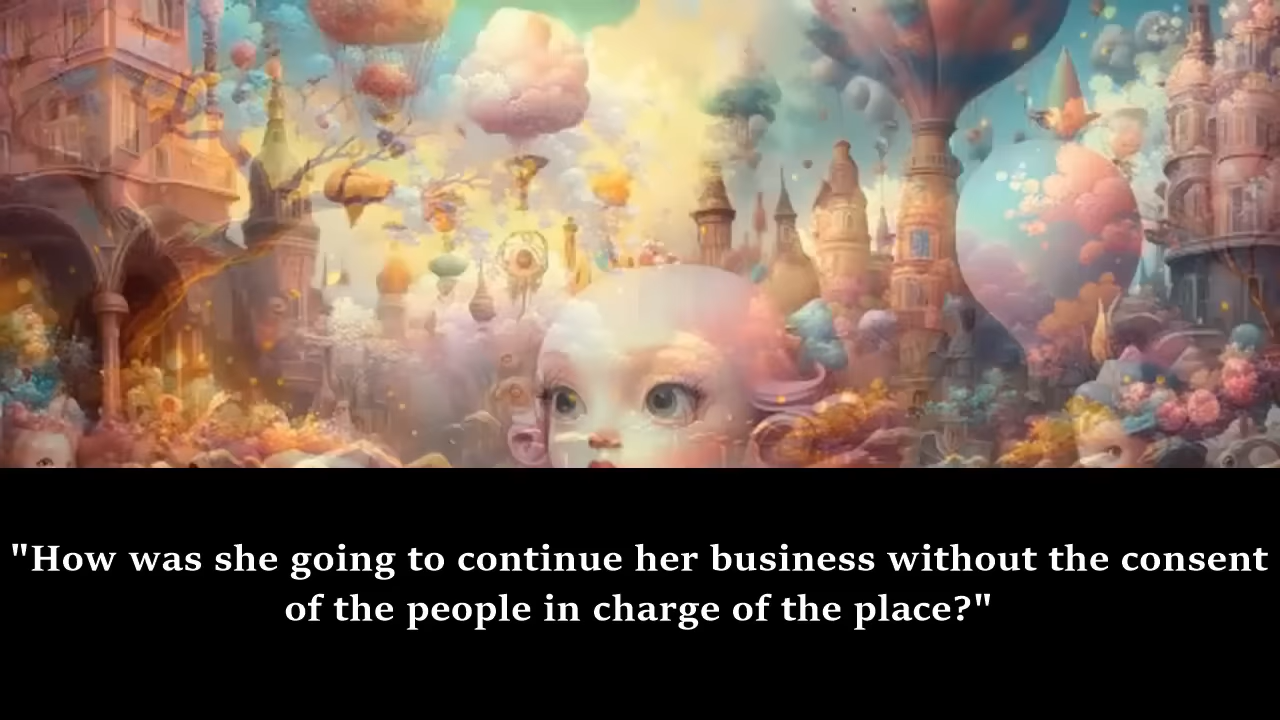 "How was she going to continue her business without the consent
of the people in charge of the place?"